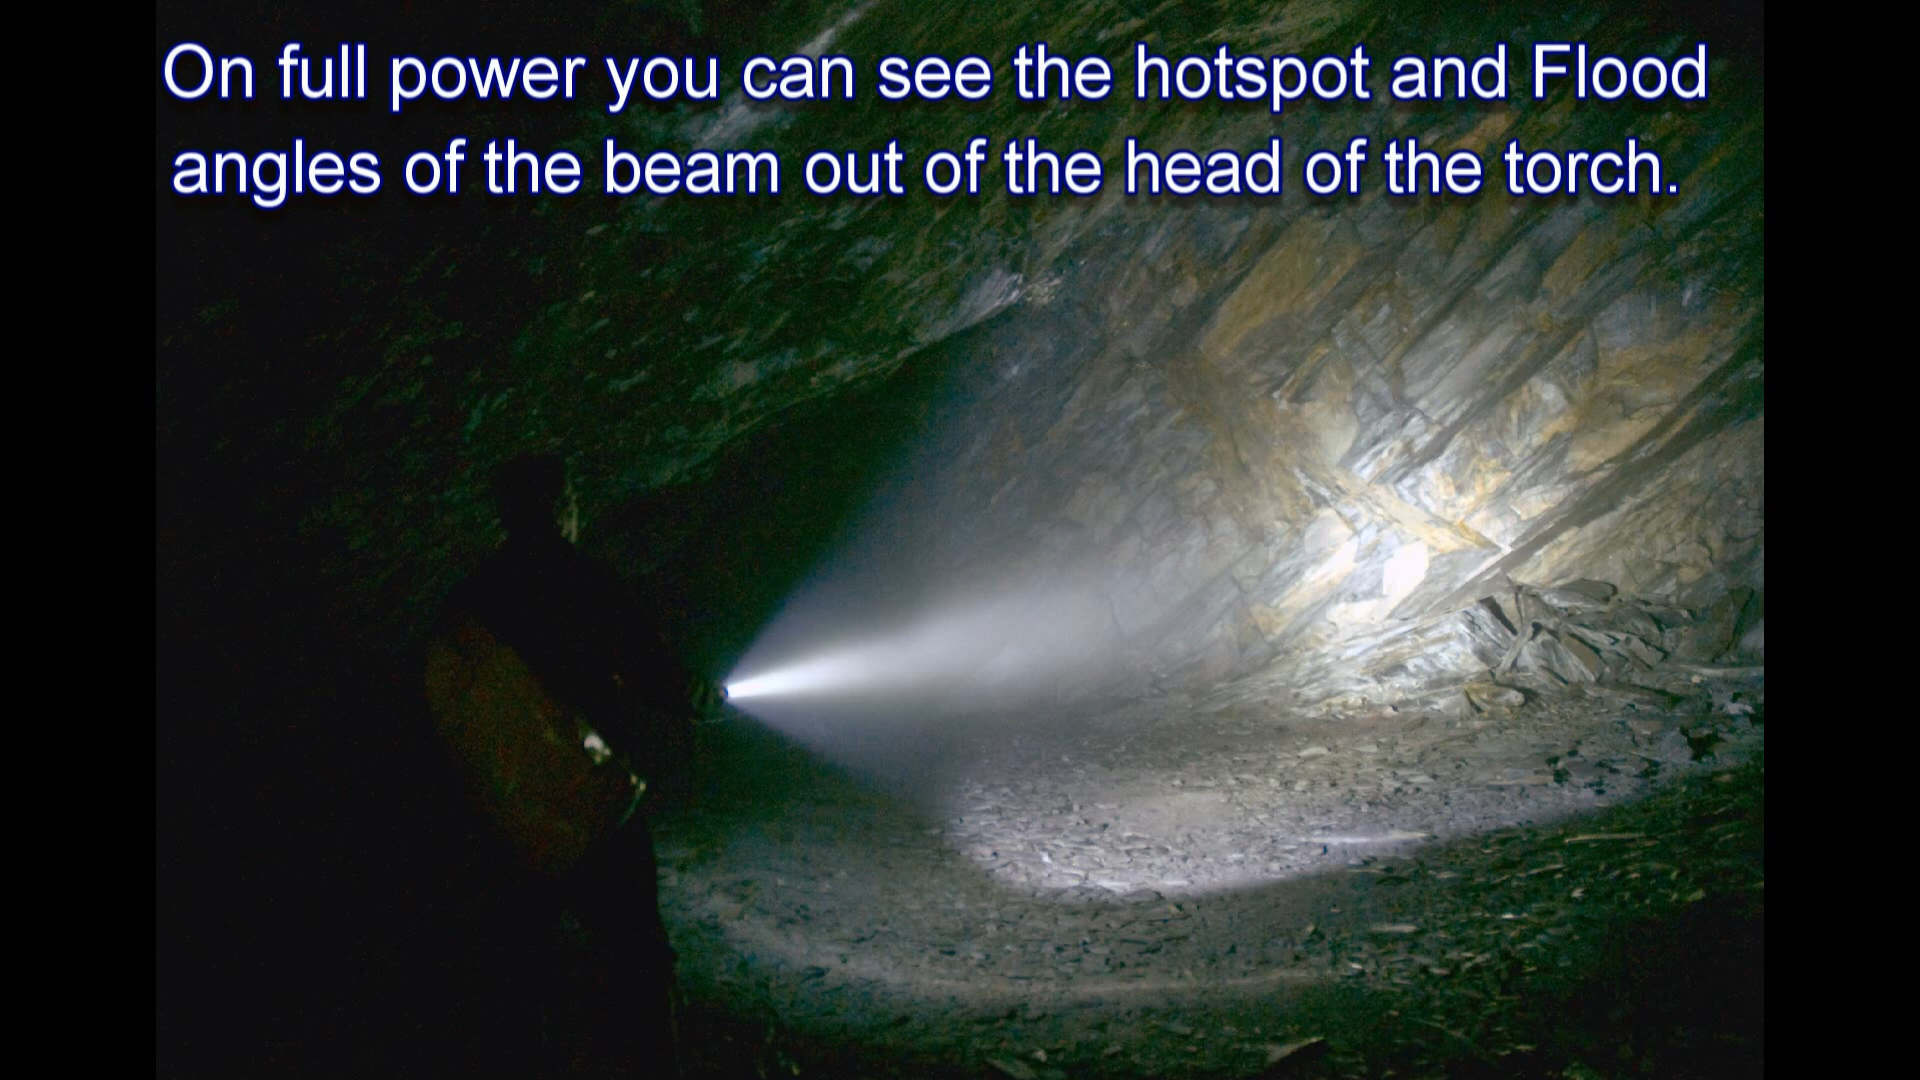 On full power you can see the hotspot and Flood
angles of the beam out of the head of the torch.